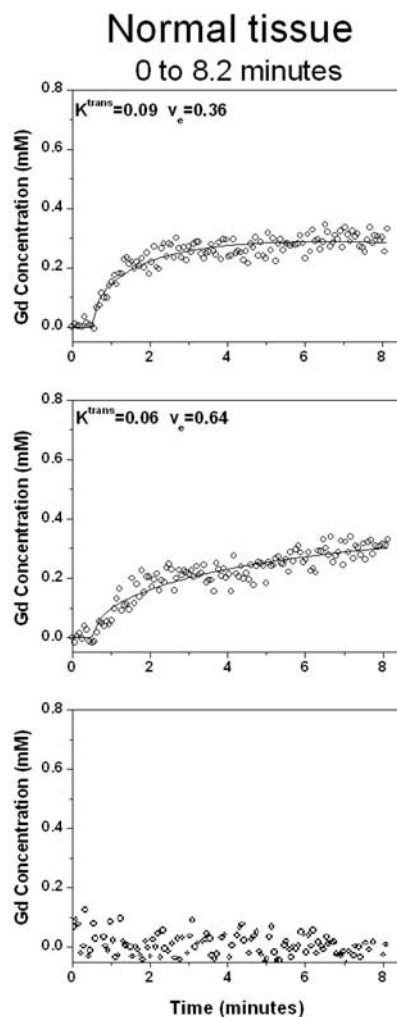 Normal tissue
0 to 8.2 minutes
0.8
K^trans=0.09 v_e=0.36
0.6
0.4
0.2
0.0
Gd Concentration (mM)
0 2 4 6 8
0.8
K^trans=0.06 v_e=0.64
0.6
0.4
0.2
0.0
Gd Concentration (mM)
0 2 4 6 8
0.8
0.6
0.4
0.2
0.0
Gd Concentration (mM)
0 2 4 6 8
Time (minutes)